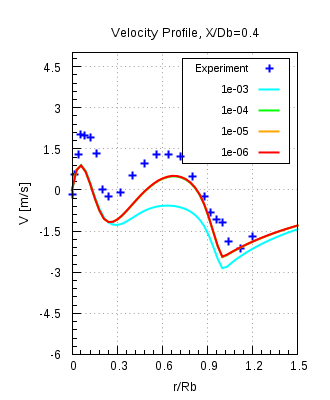 Velocity Profile, X/Db=0.4
Experiment
1e-03
1e-04
1e-05
1e-06
V [m/s]
4.5
3
1.5
0
-1.5
-3
-4.5
-6
0 0.3 0.6 0.9 1.2 1.5
r/Rb